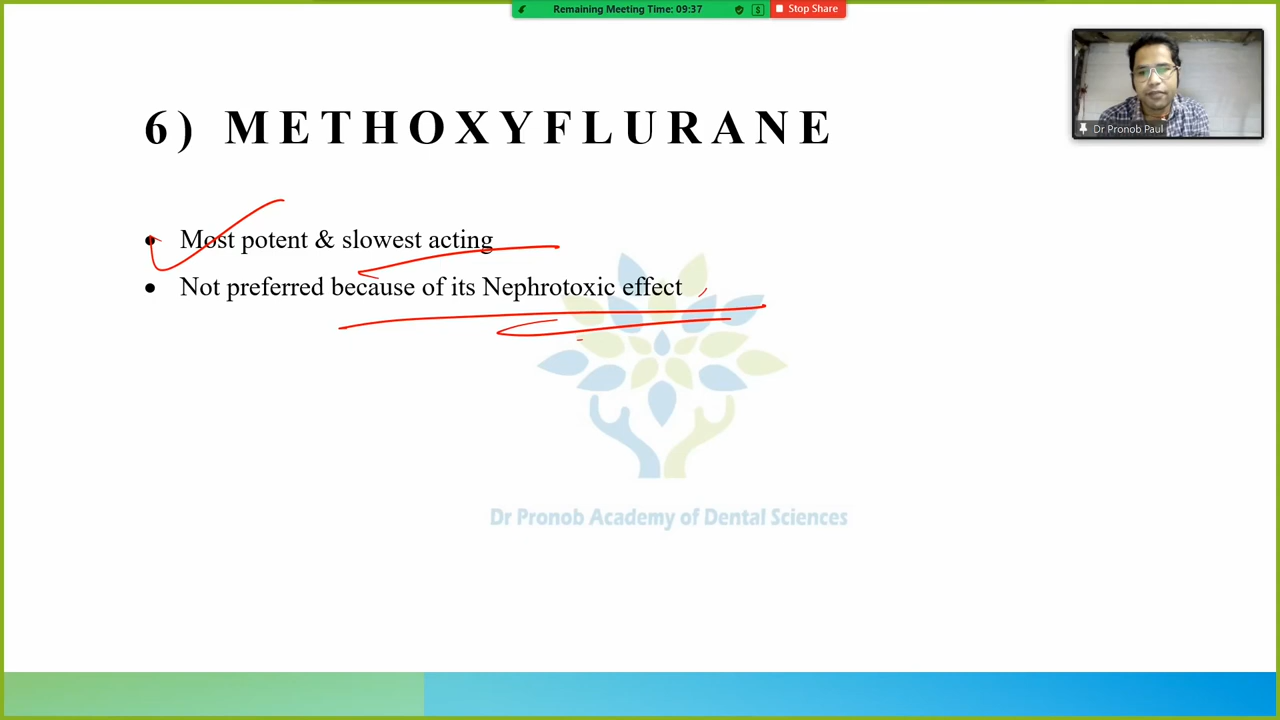 Remaining Meeting Time: 09:37
Stop Share
6) METHOXYFLURANE
Dr Pronob Paul
• Most potent & slowest acting
• Not preferred because of its Nephrotoxic effect
Dr Pronob Academy of Dental Sciences